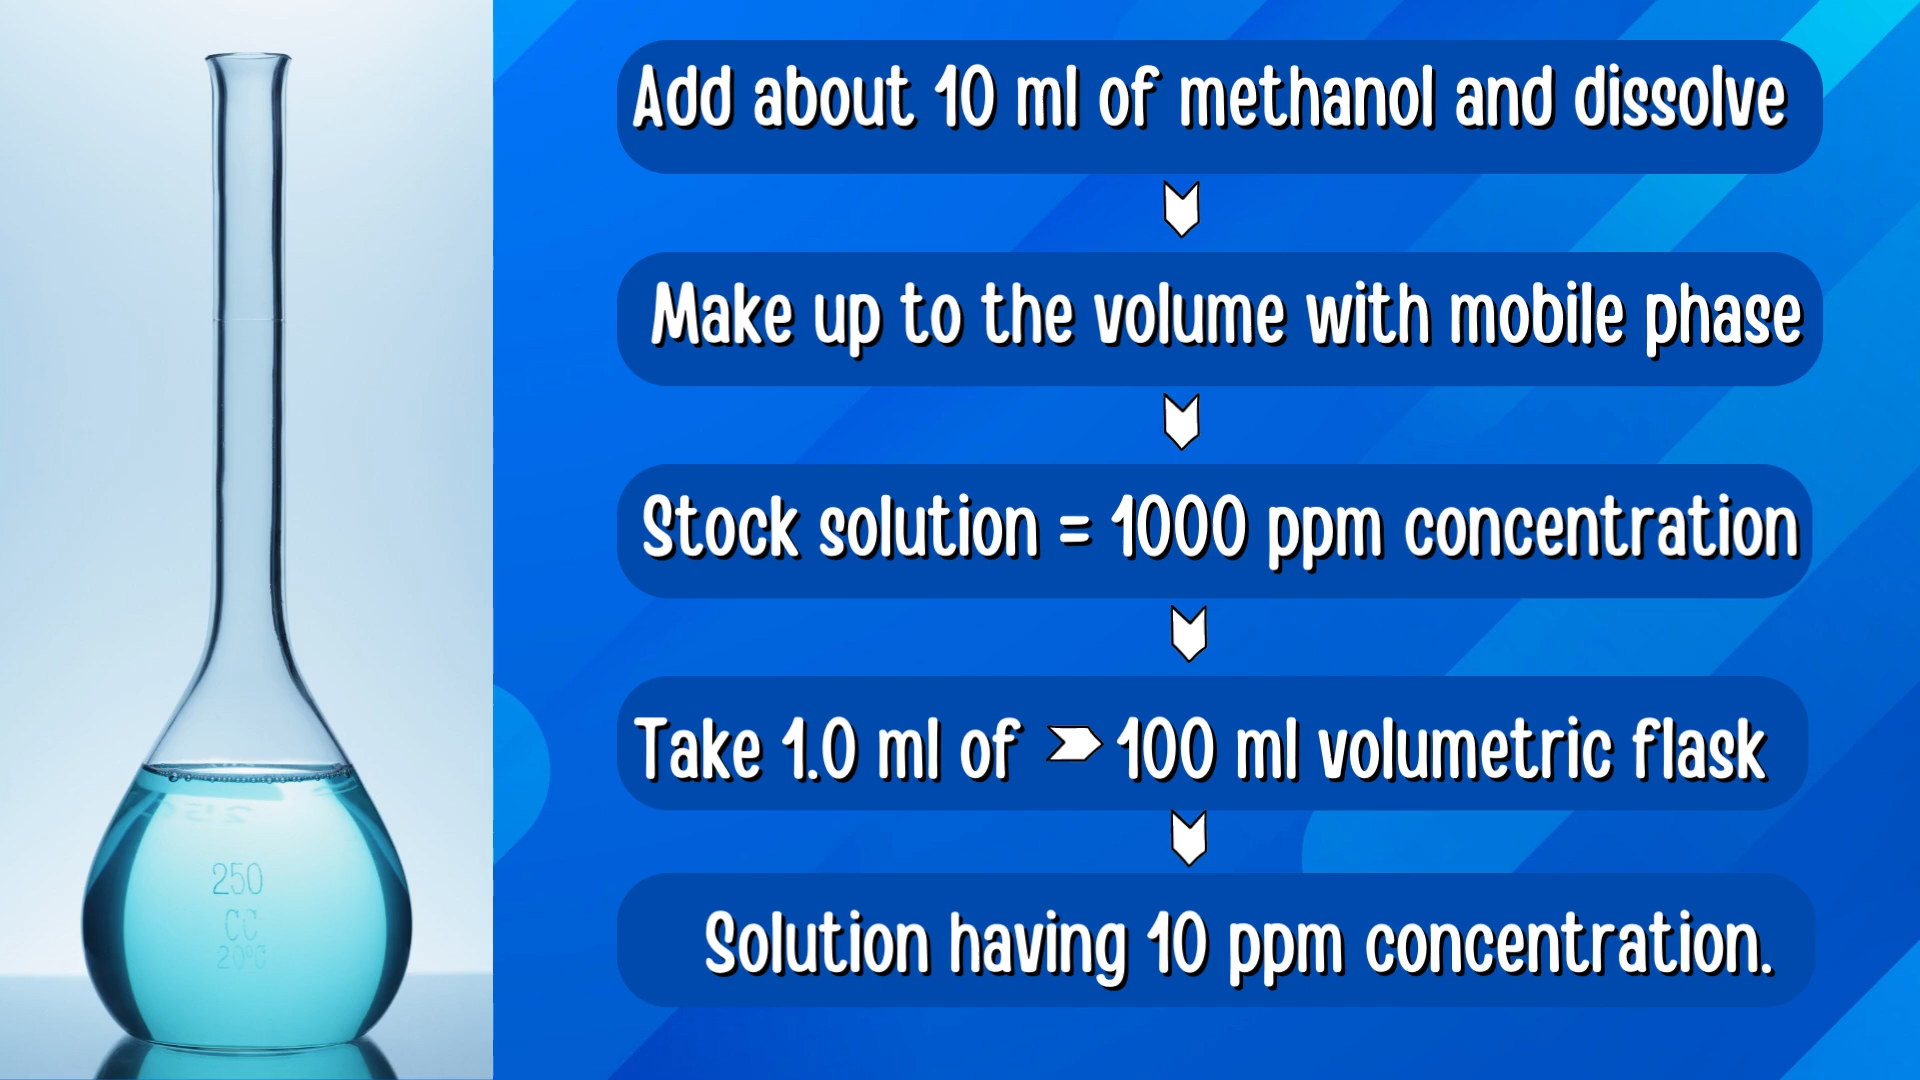 Add about 10 ml of methanol and dissolve
Make up to the volume with mobile phase
Stock solution = 1000 ppm concentration
Take 1.0 ml of 100 ml volumetric flask
Solution having 10 ppm concentration.
250
CC
20°C